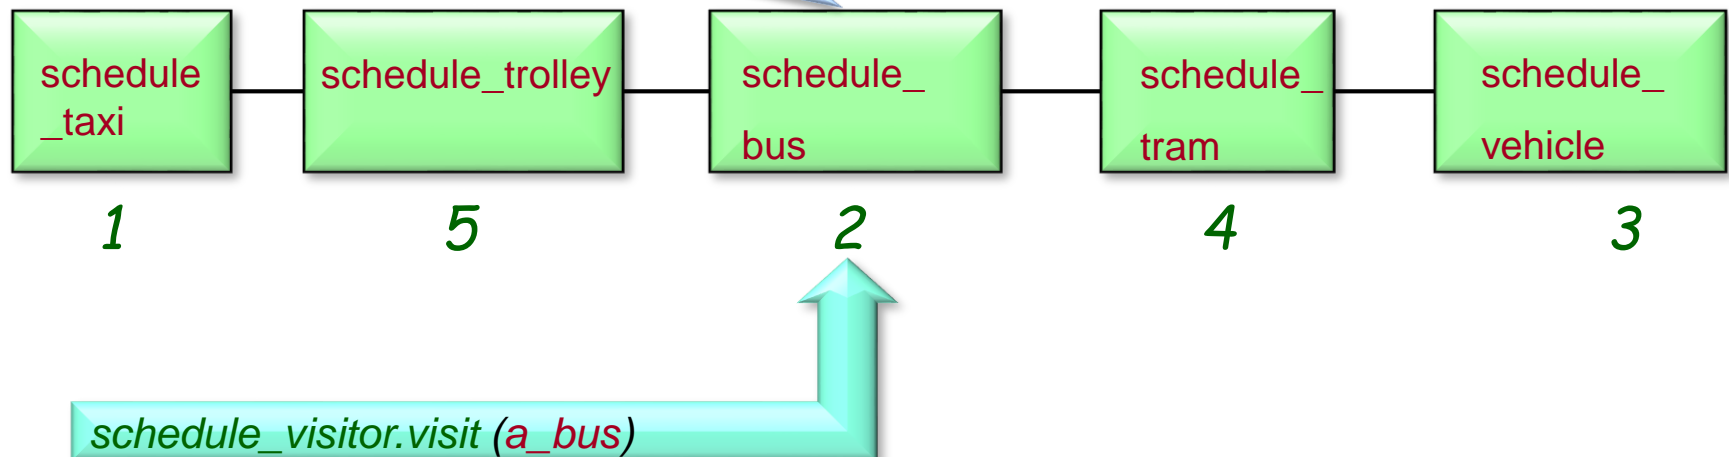 schedule
_taxi
schedule_trolley
schedule_
bus
schedule_
tram
schedule_
vehicle
1
5
2
4
3
schedule_visitor.visit (a_bus)